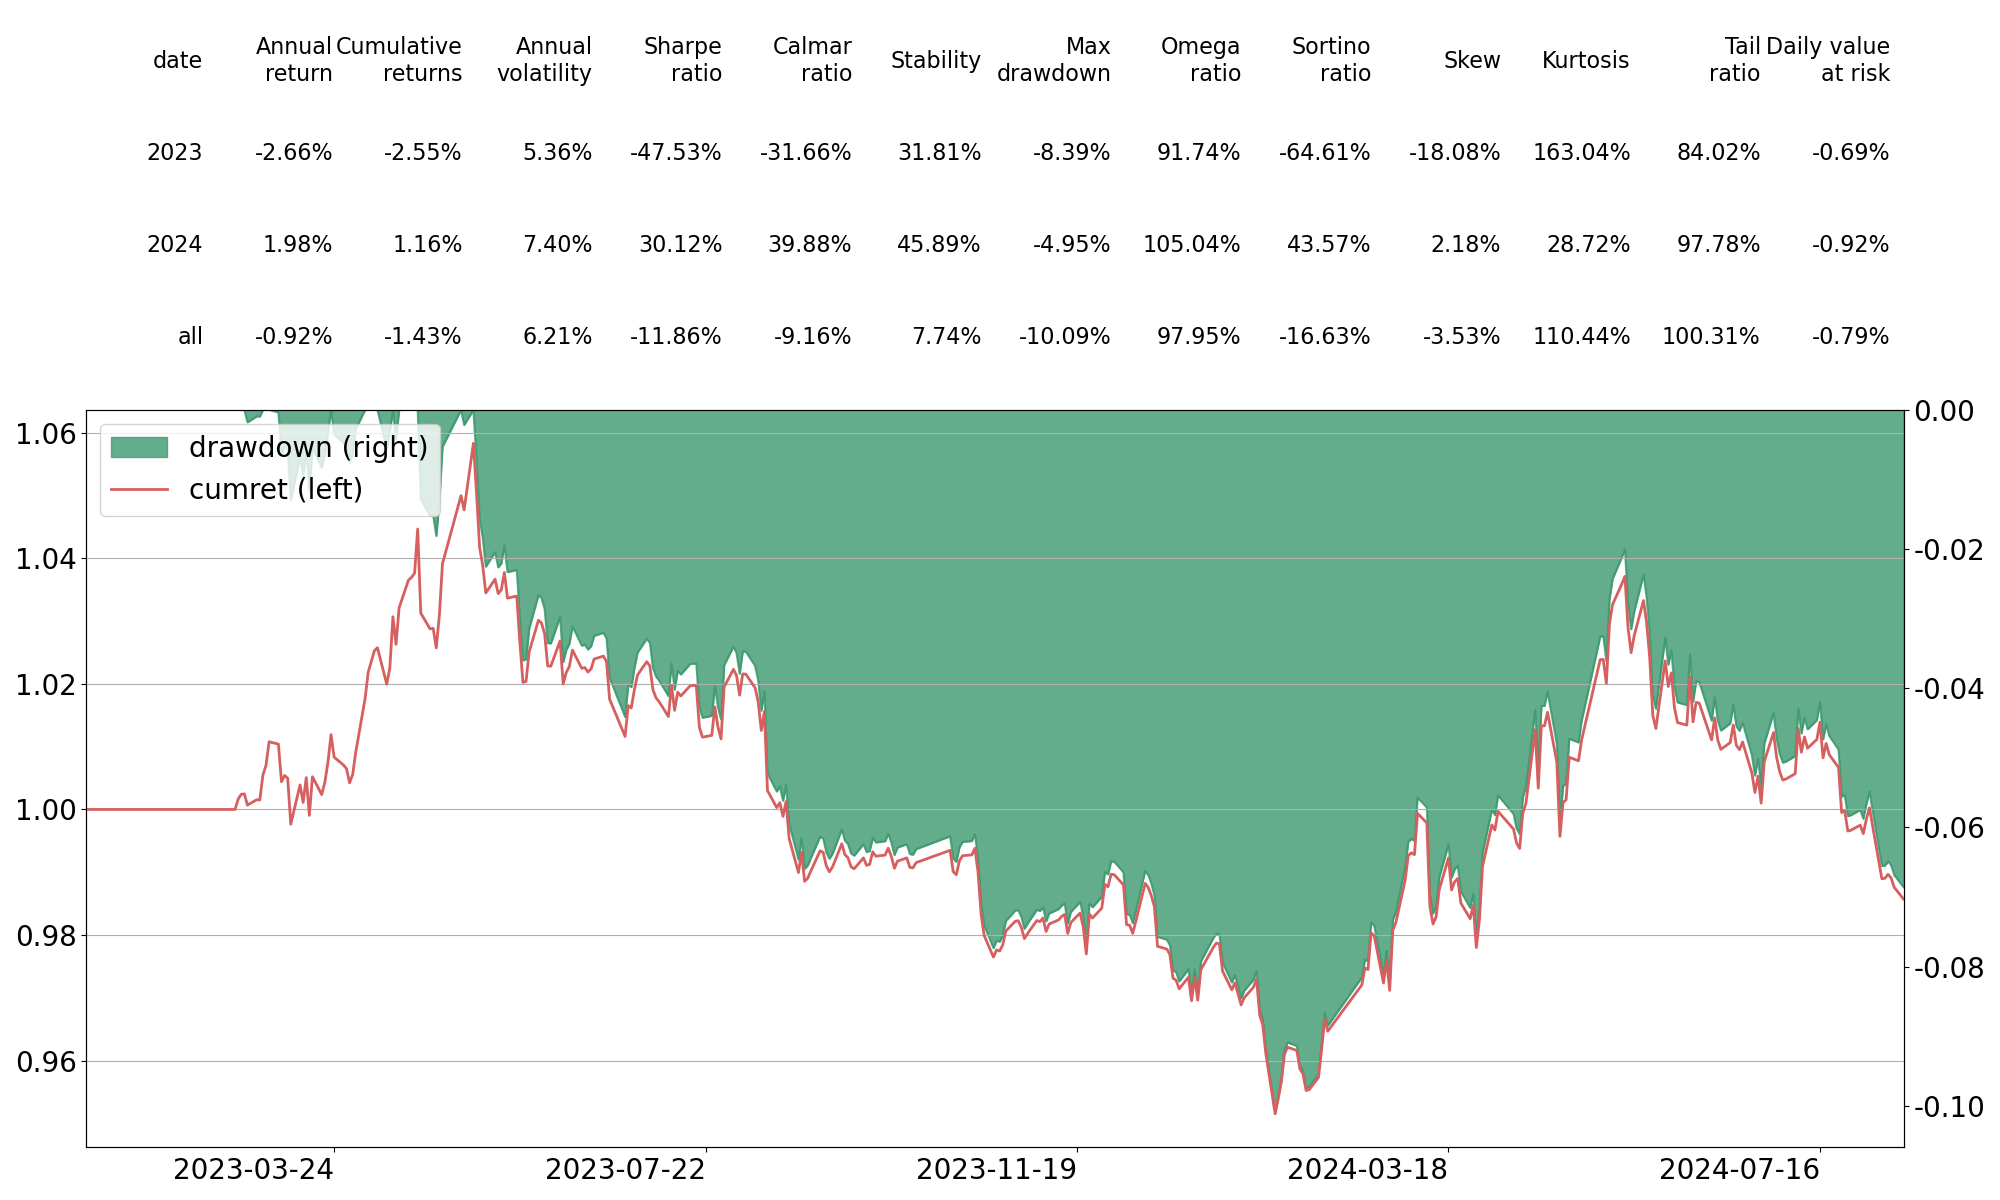 date Annual return Cumulative returns Annual volatility Sharpe ratio Calmar ratio Stability Max drawdown Omega ratio Sortino ratio Skew Kurtosis Tail ratio Daily value at risk
2023 -2.66% -2.55% 5.36% -47.53% -31.66% 31.81% -8.39% 91.74% -64.61% -18.08% 163.04% 84.02% -0.69%
2024 1.98% 1.16% 7.40% 30.12% 39.88% 45.89% -4.95% 105.04% 43.57% 2.18% 28.72% 97.78% -0.92%
all -0.92% -1.43% 6.21% -11.86% -9.16% 7.74% -10.09% 97.95% -16.63% -3.53% 110.44% 100.31% -0.79%
drawdown (right)
cumret (left)
1.06
1.04
1.02
1.00
0.98
0.96
0.00
-0.02
-0.04
-0.06
-0.08
-0.10
2023-03-24 2023-07-22 2023-11-19 2024-03-18 2024-07-16